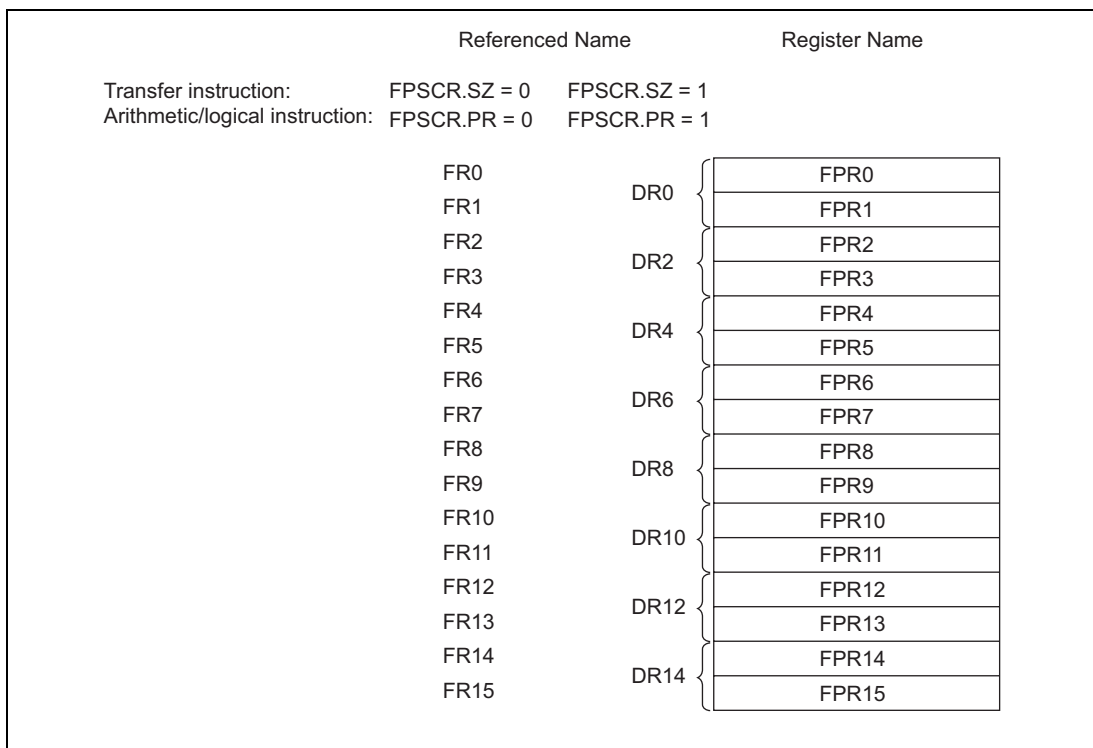 Referenced Name Register Name
Transfer instruction: FPSCR.SZ = 0 FPSCR.SZ = 1
Arithmetic/logical instruction: FPSCR.PR = 0 FPSCR.PR = 1
FR0 DR0 FPR0
FR1 FPR1
FR2 DR2 FPR2
FR3 FPR3
FR4 DR4 FPR4
FR5 FPR5
FR6 DR6 FPR6
FR7 FPR7
FR8 DR8 FPR8
FR9 FPR9
FR10 DR10 FPR10
FR11 FPR11
FR12 DR12 FPR12
FR13 FPR13
FR14 DR14 FPR14
FR15 FPR15